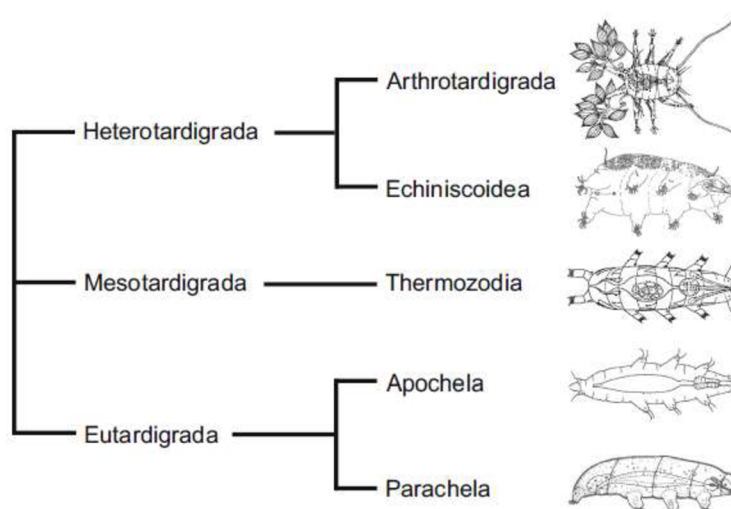 Arthrotardigrada
Heterotardigrada
Echiniscoidea
Mesotardigrada
Thermozodia
Apochela
Eutardigrada
Parachela